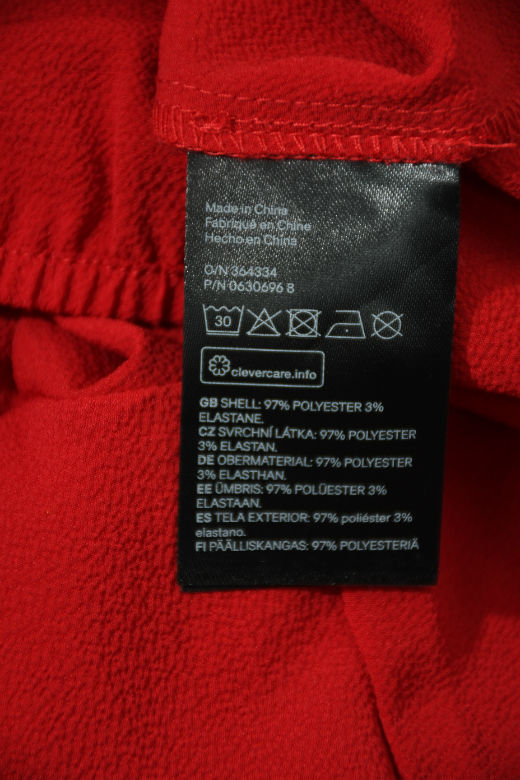 Made in China
Fabriqué en Chine
Hecho en China
O/N 364334
P/N 0630696 8
30
clevercare.info
GB SHELL: 97% POLYESTER 3%
ELASTANE.
CZ SVRCHNÍ LÁTKA: 97% POLYESTER
3% ELASTAN.
DE OBERMATERIAL: 97% POLYESTER
3% ELASTHAN.
EE ÜMBRIS: 97% POLÜESTER 3%
ELASTAAN.
ES TELA EXTERIOR: 97% poliéster 3%
elastano.
FI PÄÄLLISKANGAS: 97% POLYESTERIÄ